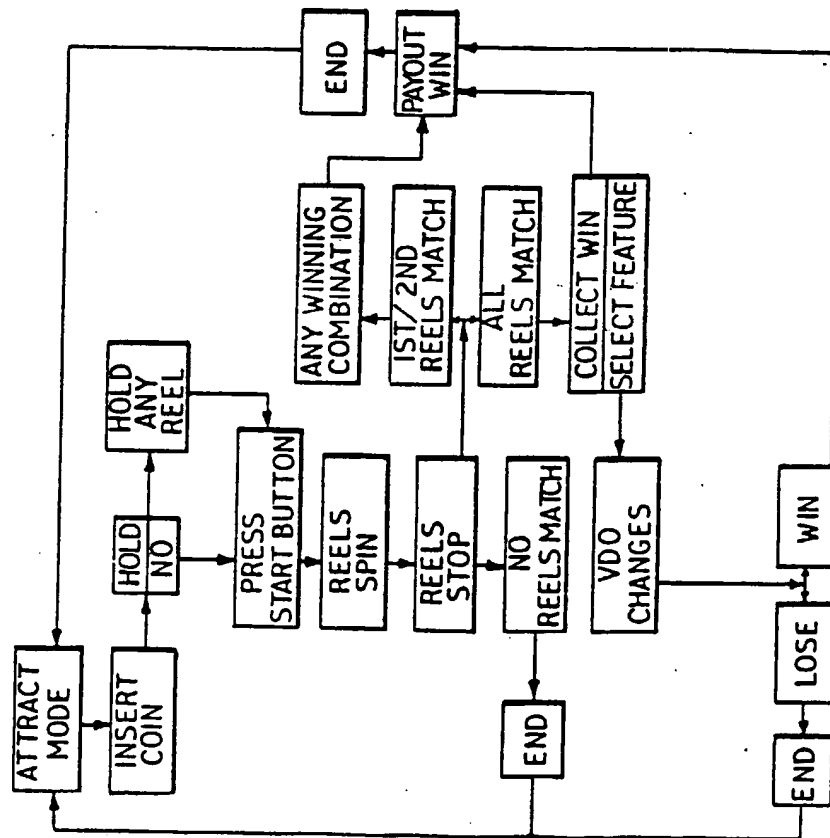 ATTRACT
MODE
INSERT
COIN
HOLD
NO
HOLD
ANY
REEL
PRESS
START BUTTON
REELS
SPIN
REELS
STOP
NO
REELS MATCH
END
ANY WINNING
COMBINATION
1ST/2ND
REELS MATCH
ALL
REELS MATCH
COLLECT WIN
SELECT FEATURE
PAYOUT
WIN
END
VDO
CHANGES
WIN
LOSE
END